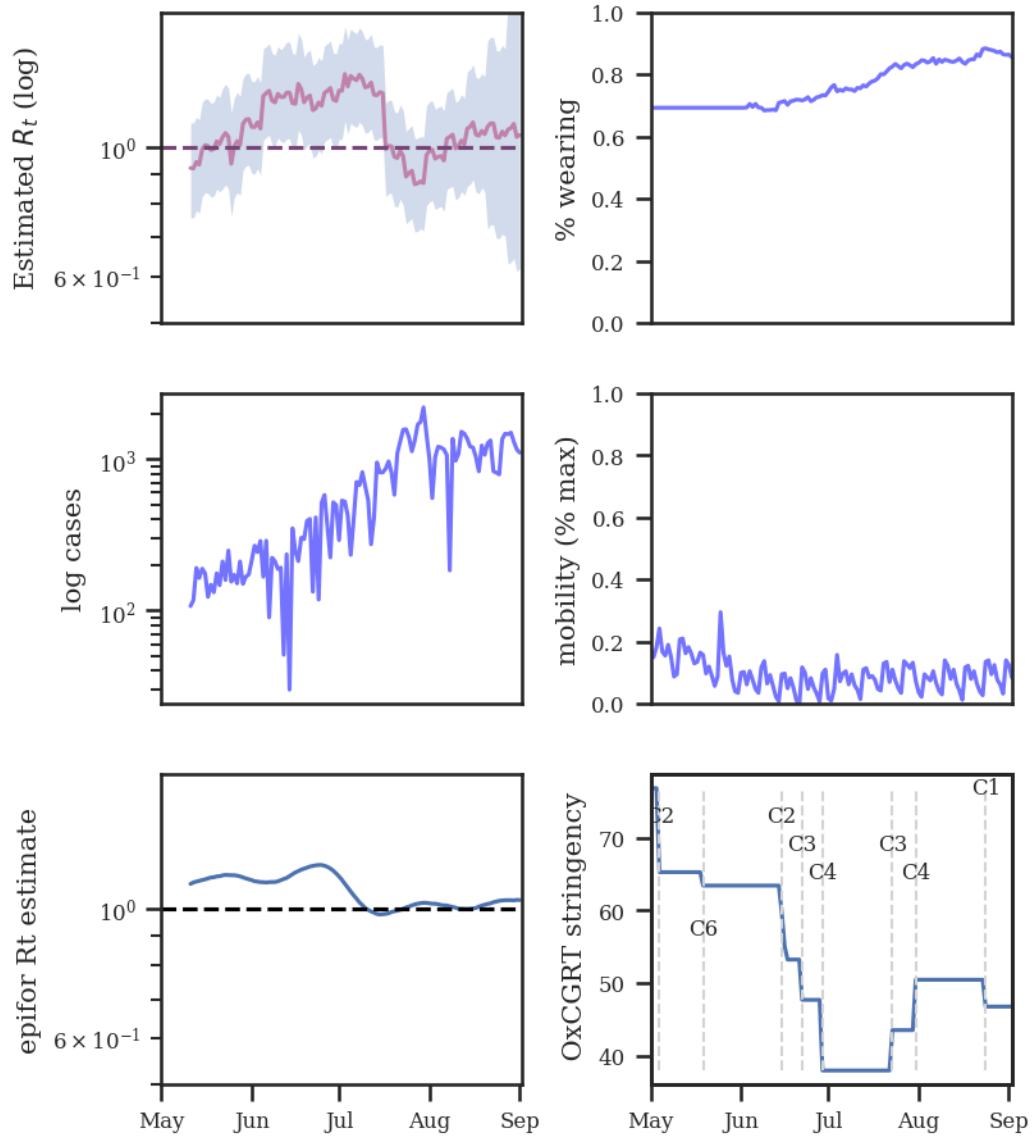 Estimated R_t (log)
10^0
6 × 10^-1
% wearing
1.0
0.8
0.6
0.4
0.2
0.0
log cases
10^3
10^2
mobility (% max)
1.0
0.8
0.6
0.4
0.2
0.0
epifor Rt estimate
10^0
6 × 10^-1
May Jun Jul Aug Sep
OxCGRT stringency
70
60
50
40
C1
C2 C2
C3 C3
C4 C4
C6
May Jun Jul Aug Sep